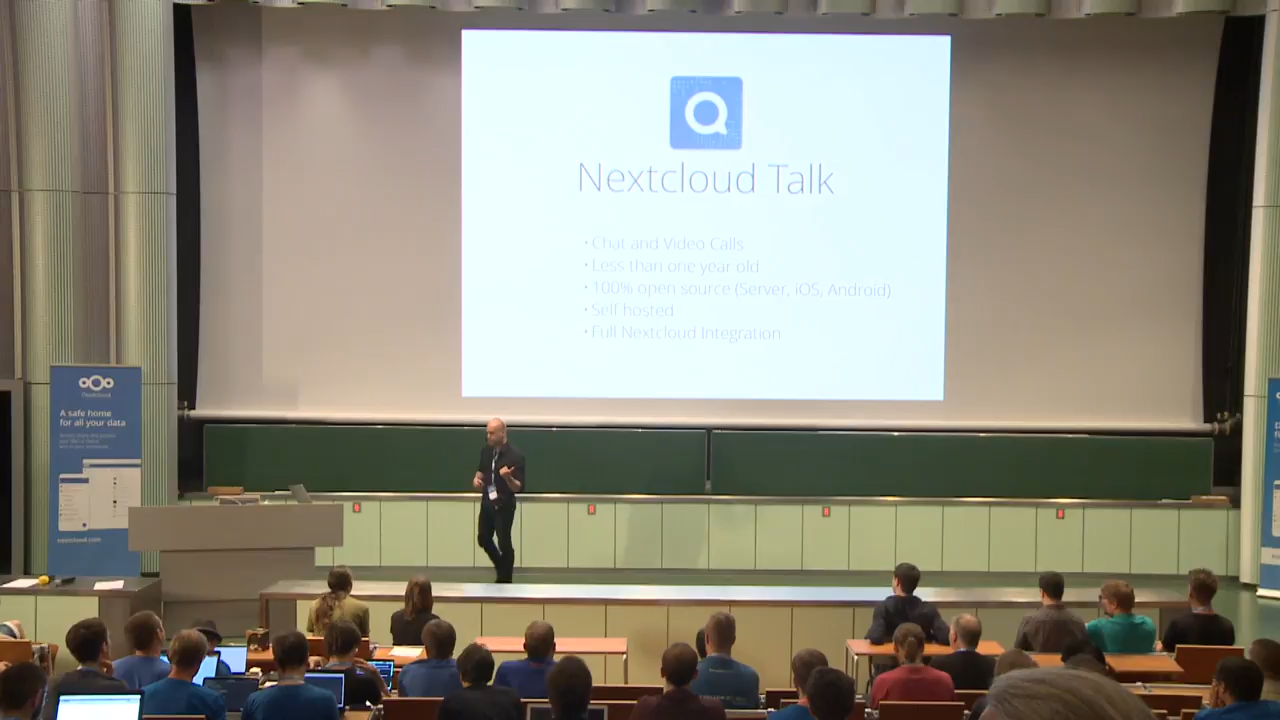 Nextcloud Talk
• Chat and Video Calls
• Less than one year old
• 100% open source (Server, iOS, Android)
• Self hosted
• Full Nextcloud Integration
Nextcloud
A safe home
for all your data
nextcloud.com